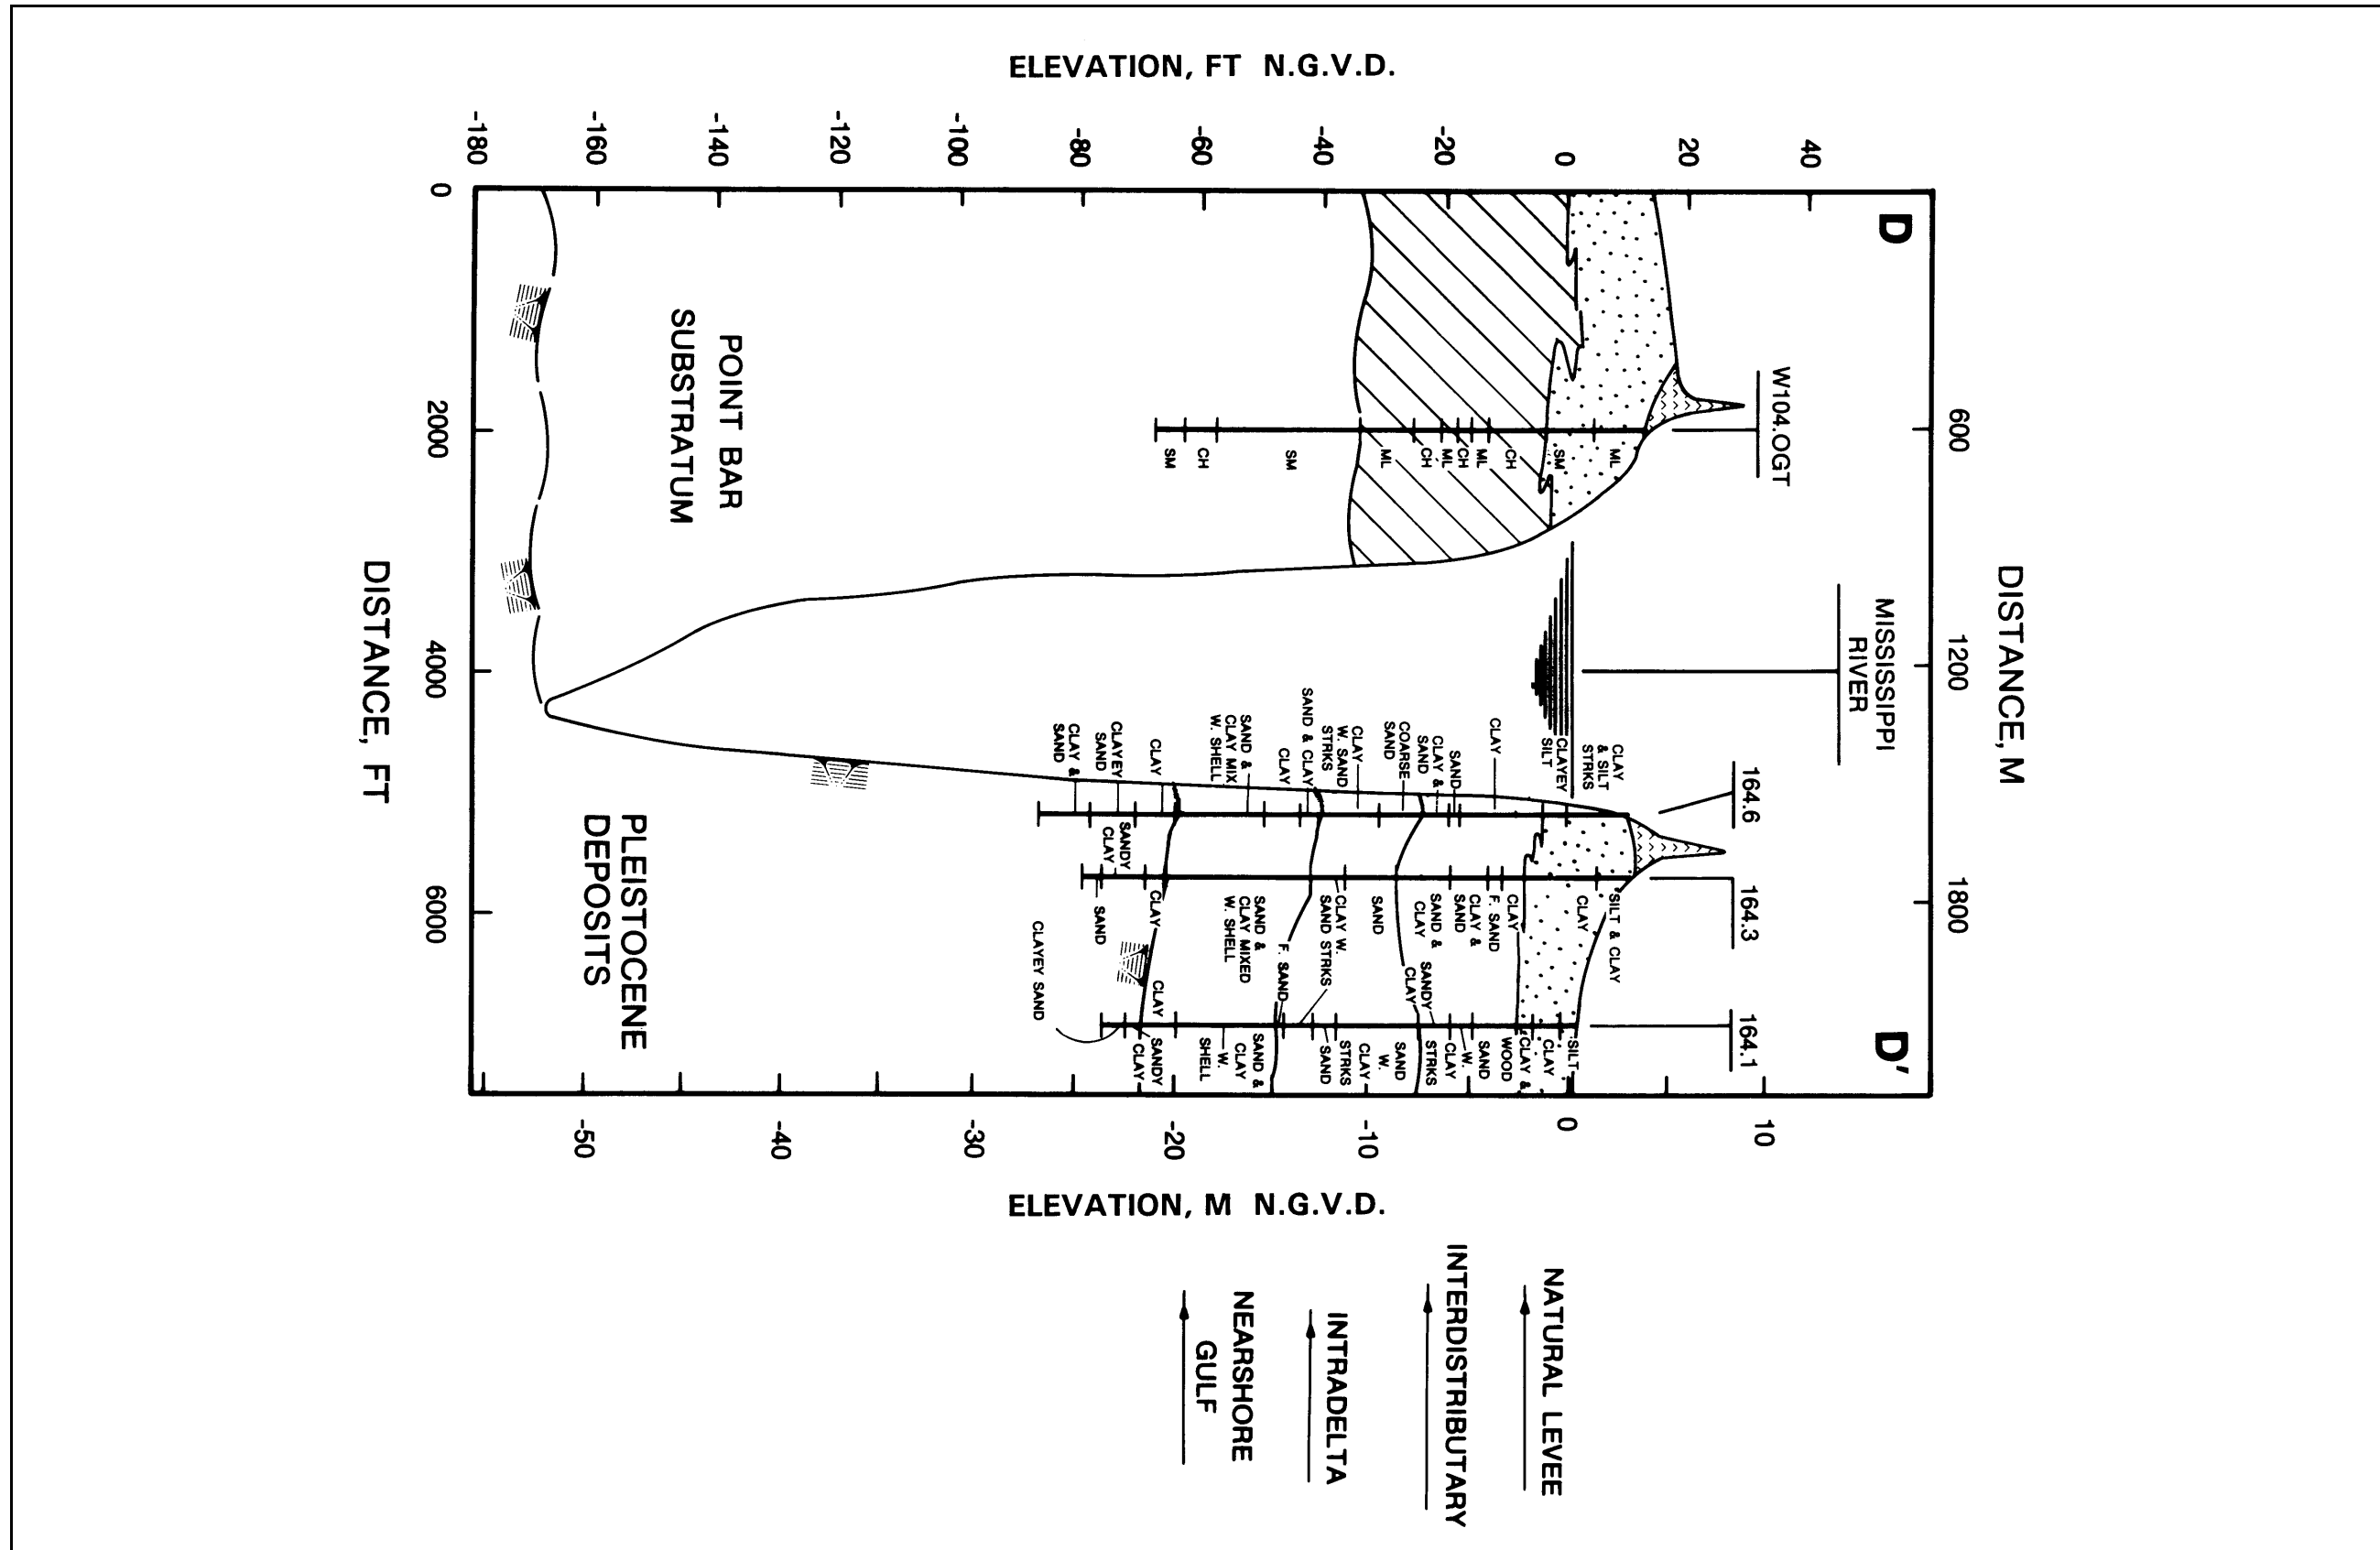 ELEVATION, FT N.G.V.D.
-180
-160
-140
-120
-100
-80
-60
-40
-20
0
20
40
D
D'
DISTANCE, M
600
1200
1800
W104.OGT
MISSISSIPPI
RIVER
164.6
164.3
164.1
ML
SM
CH
ML
CH
ML
CH
ML
SM
CH
SM
POINT BAR
SUBSTRATUM
CLAY
& SILT
STRKS
CLAYEY
SILT
CLAY
SAND
CLAY &
SAND
COARSE
SAND
CLAY
W. SAND
STRKS
SAND & CLAY
CLAY
SAND &
CLAY MIX
W. SHELL
CLAY
CLAYEY
SAND
CLAY &
SAND
SILT & CLAY
CLAY
CLAY
F. SAND
CLAY &
SAND
SAND &
CLAY
SAND
CLAY W.
SAND STRKS
SAND &
CLAY MIXED
W. SHELL
CLAY
SANDY
CLAY
SAND
SILT
CLAY
CLAY &
WOOD
SAND
W.
CLAY
STRKS
SANDY
CLAY
SAND
W.
CLAY
STRKS
SAND
F. SAND
SAND &
CLAY
W.
SHELL
CLAY
SANDY
CLAY
CLAYEY SAND
PLEISTOCENE
DEPOSITS
0
2000
4000
6000
DISTANCE, FT
-50
-40
-30
-20
-10
0
10
ELEVATION, M N.G.V.D.
NATURAL LEVEE
INTERDISTRIBUTARY
INTRADELTA
NEARSHORE
GULF